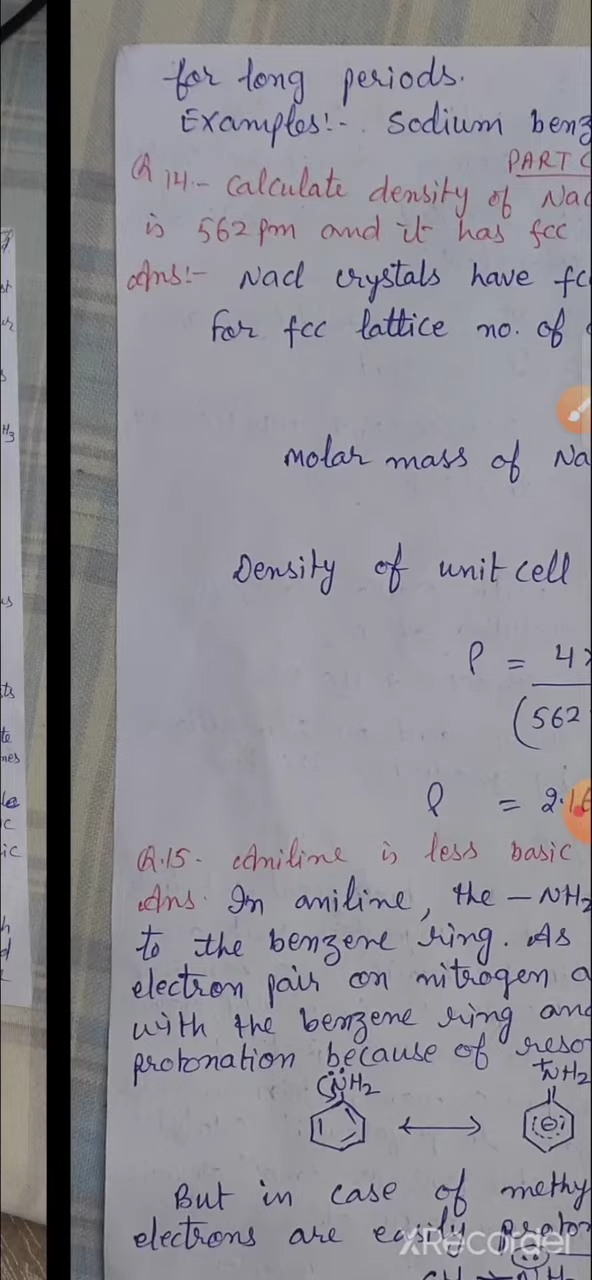 for long periods.
Examples:- Sodium benz
PART C
Q 14.- Calculate density of Nac
is 562 pm and it has fcc
Ans:- Nacl crystals have fc
For fcc lattice no. of
Molar mass of Na
Density of unit cell
ρ = 4×
(562
ρ = 2.16
Q.15. Aniline is less basic
Ans. In aniline, the -NH2
to the benzene ring. As
electron pair on nitrogen a
with the benzene ring and
protonation because of reso
NH2
+NH2
But in case of methy
electrons are easily proton
XRecorder